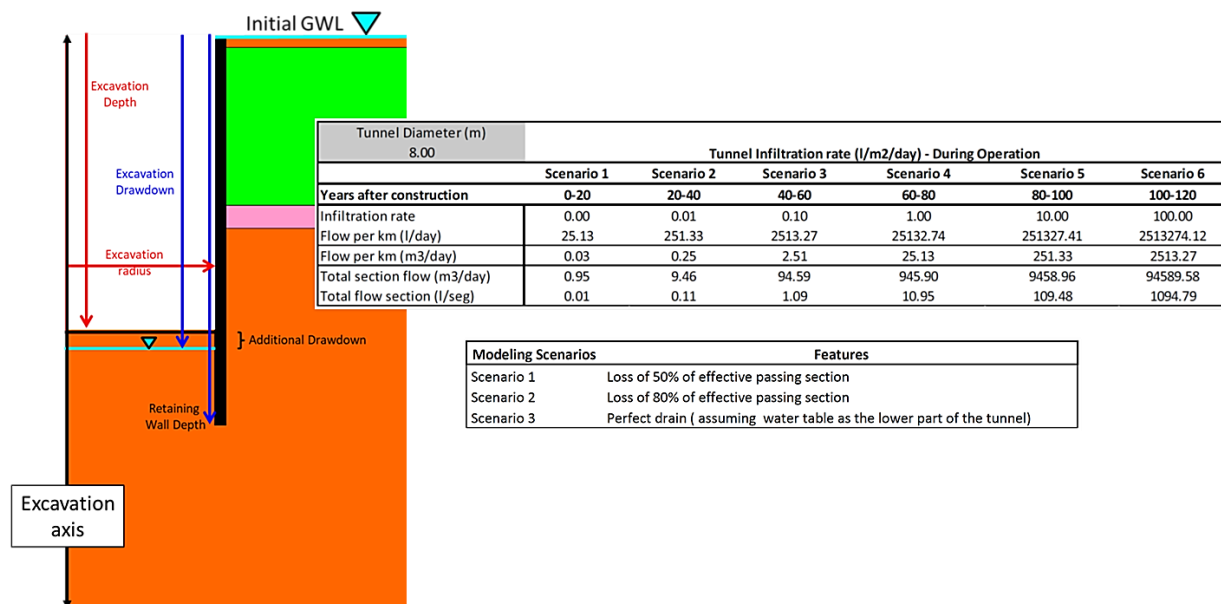 Initial GWL
Excavation
Depth
Excavation
Drawdown
Excavation
radius
Additional Drawdown
Retaining
Wall Depth
Excavation
axis
Tunnel Diameter (m)
8.00 Tunnel Infiltration rate (l/m2/day) - During Operation
Scenario 1 Scenario 2 Scenario 3 Scenario 4 Scenario 5 Scenario 6
Years after construction 0-20 20-40 40-60 60-80 80-100 100-120
Infiltration rate 0.00 0.01 0.10 1.00 10.00 100.00
Flow per km (l/day) 25.13 251.33 2513.27 25132.74 251327.41 2513274.12
Flow per km (m3/day) 0.03 0.25 2.51 25.13 251.33 2513.27
Total section flow (m3/day) 0.95 9.46 94.59 945.90 9458.96 94589.58
Total flow section (l/seg) 0.01 0.11 1.09 10.95 109.48 1094.79
Modeling Scenarios Features
Scenario 1 Loss of 50% of effective passing section
Scenario 2 Loss of 80% of effective passing section
Scenario 3 Perfect drain ( assuming water table as the lower part of the tunnel)